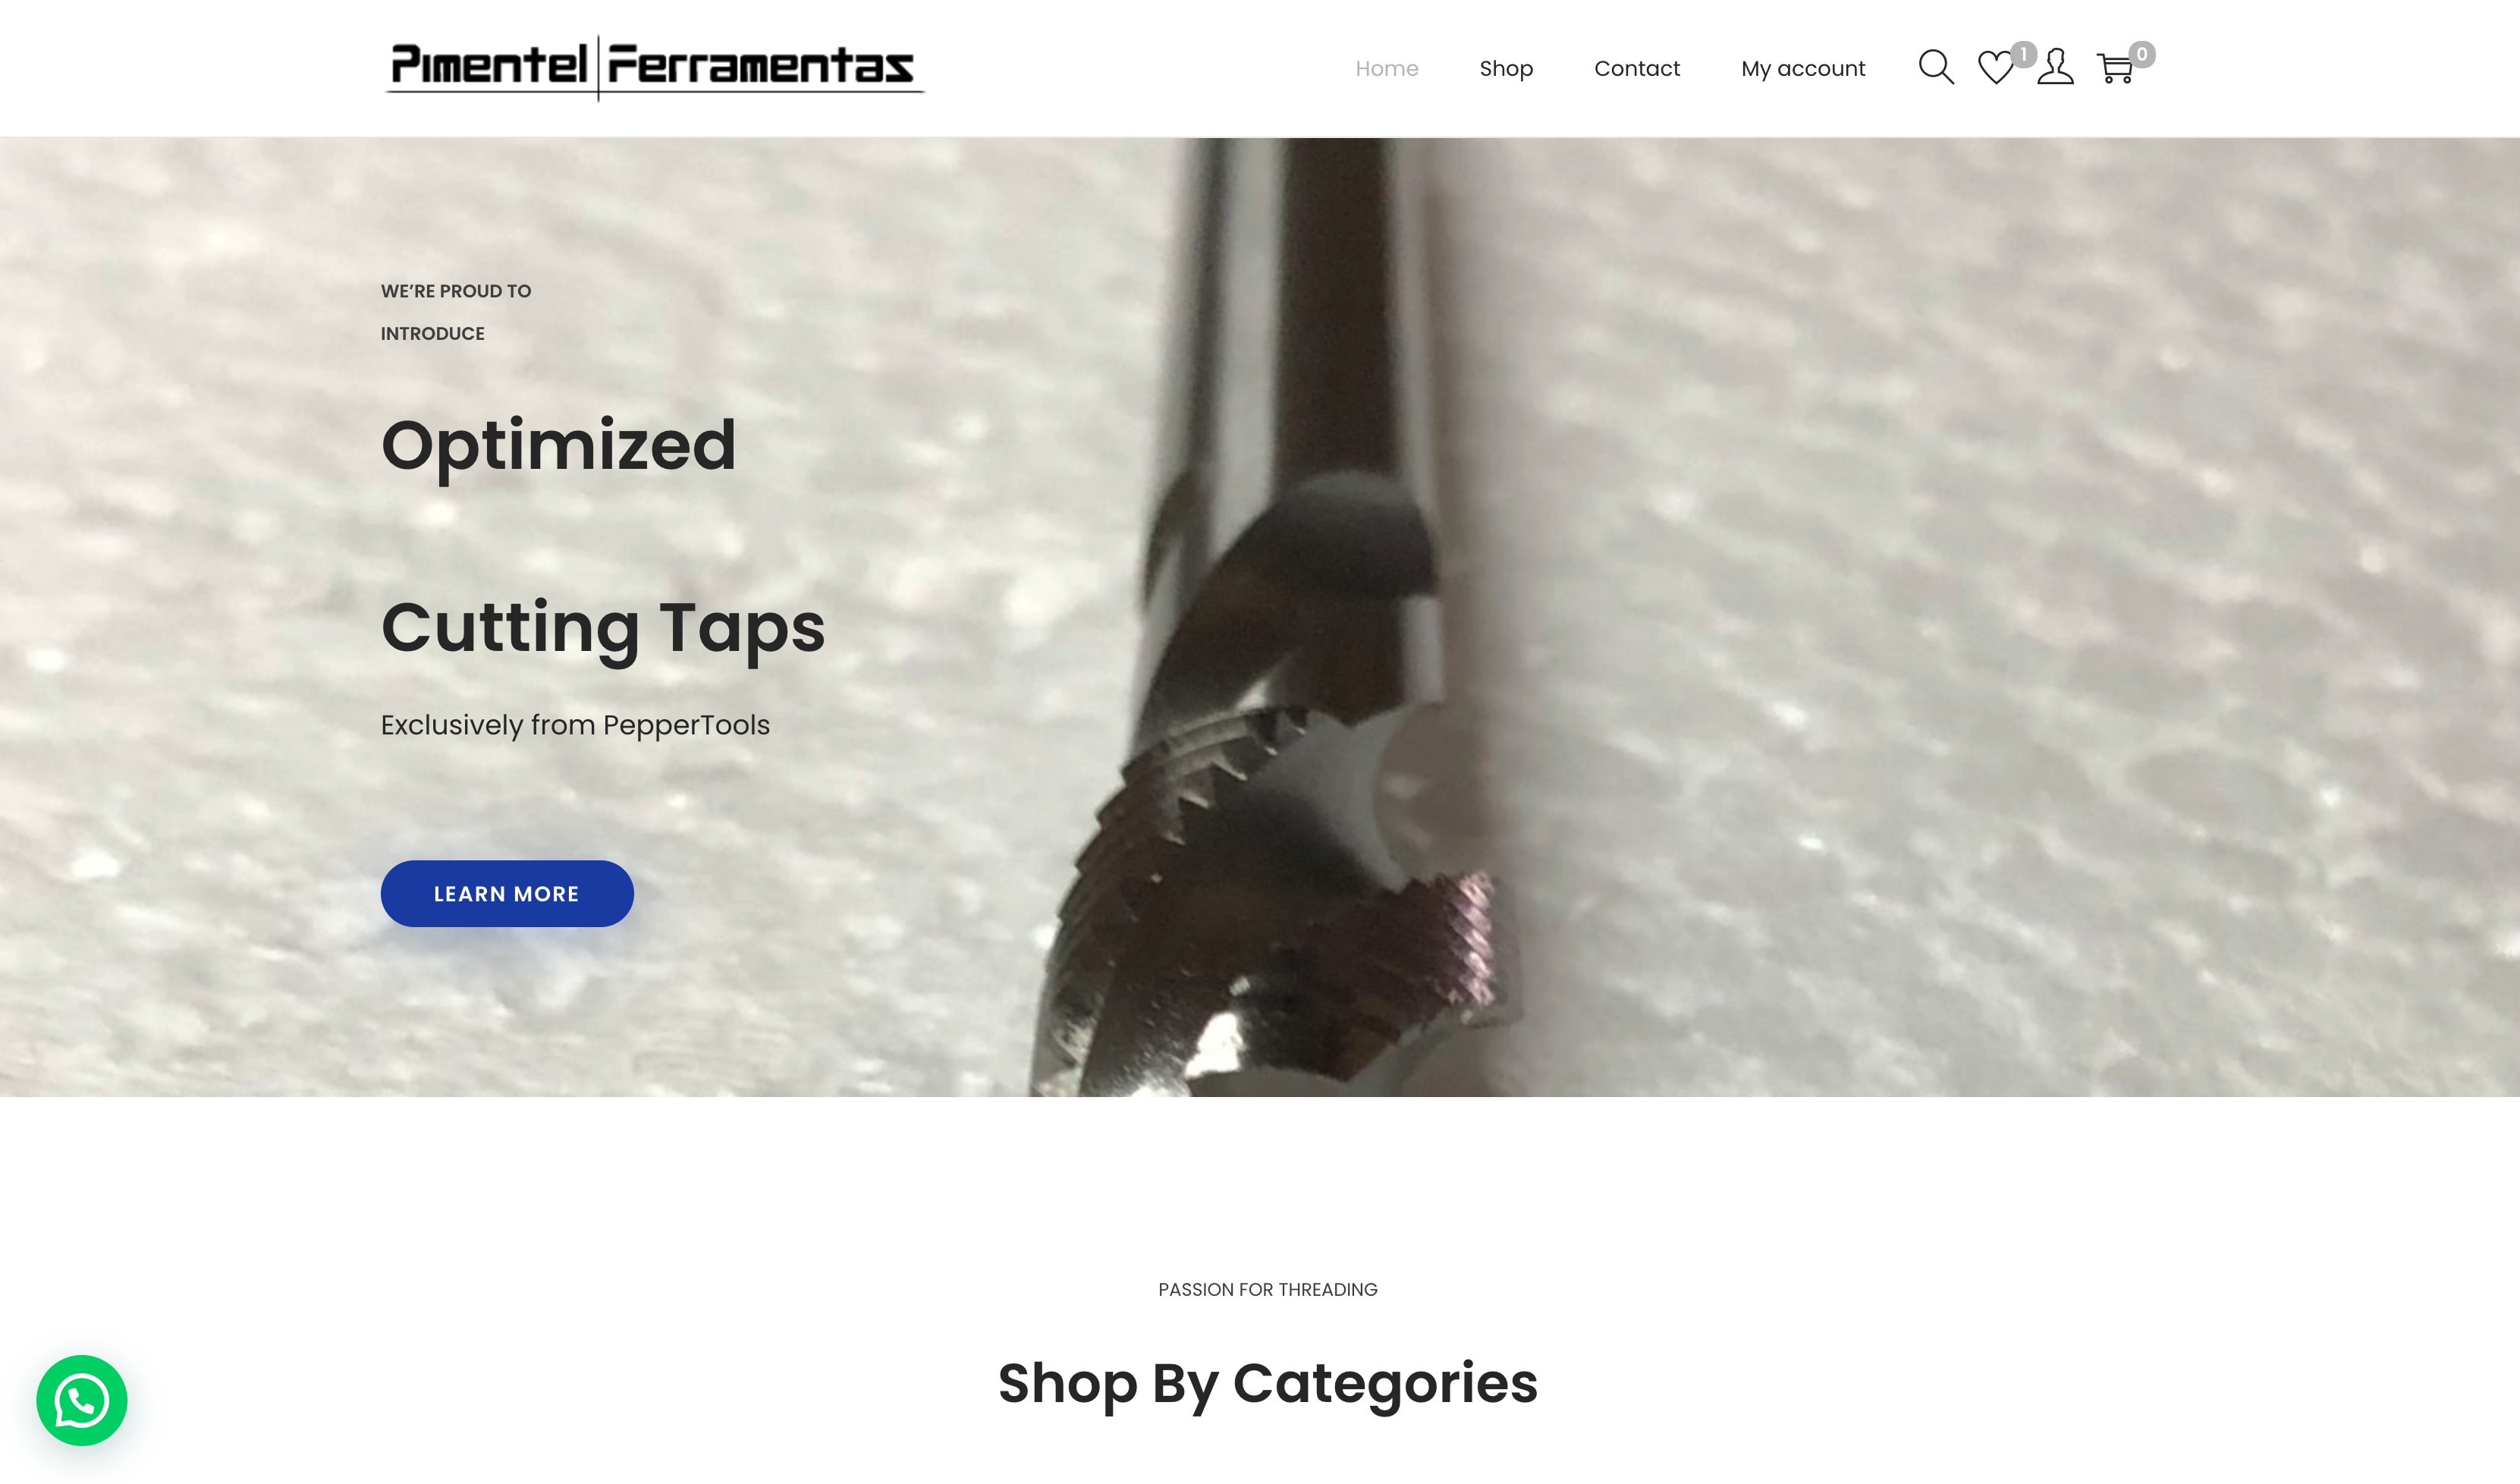 Pimentel Ferramentas
Home
Shop
Contact
My account
1
0
WE’RE PROUD TO
INTRODUCE
Optimized
Cutting Taps
Exclusively from PepperTools
LEARN MORE
PASSION FOR THREADING
Shop By Categories